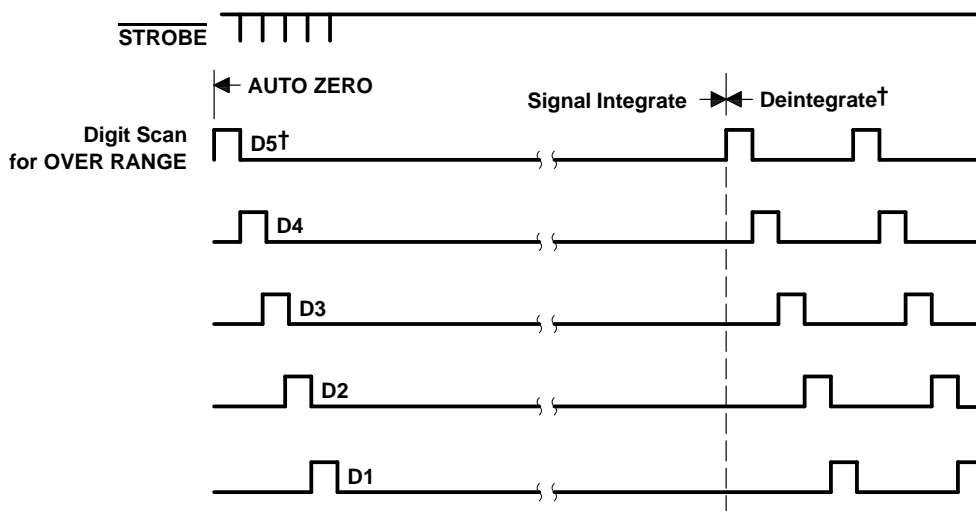 STROBE
AUTO ZERO
Signal Integrate
Deintegrate†
Digit Scan
for OVER RANGE
D5†
D4
D3
D2
D1